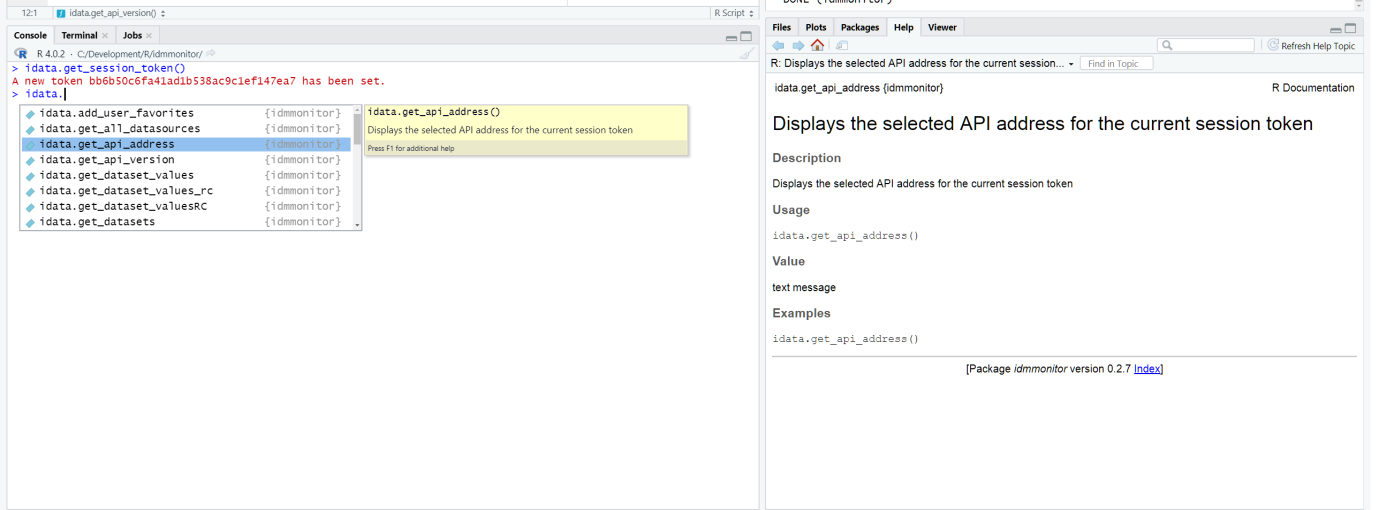 12:1 idata.get_api_version() R Script
Console Terminal Jobs
R 4.0.2 · C:/Development/R/idmmonitor/
> idata.get_session_token()
A new token bb6b50c6fa41ad1b538ac9c1ef147ea7 has been set.
> idata.
idata.add_user_favorites {idmmonitor}
idata.get_all_datasources {idmmonitor}
idata.get_api_address {idmmonitor}
idata.get_api_version {idmmonitor}
idata.get_dataset_values {idmmonitor}
idata.get_dataset_values_rc {idmmonitor}
idata.get_dataset_valuesRC {idmmonitor}
idata.get_datasets {idmmonitor}
idata.get_api_address()
Displays the selected API address for the current session token
Press F1 for additional help
Files Plots Packages Help Viewer
Refresh Help Topic
R: Displays the selected API address for the current session... Find in Topic
idata.get_api_address {idmmonitor} R Documentation
Displays the selected API address for the current session token
Description
Displays the selected API address for the current session token
Usage
idata.get_api_address()
Value
text message
Examples
idata.get_api_address()
[Package idmmonitor version 0.2.7 Index]